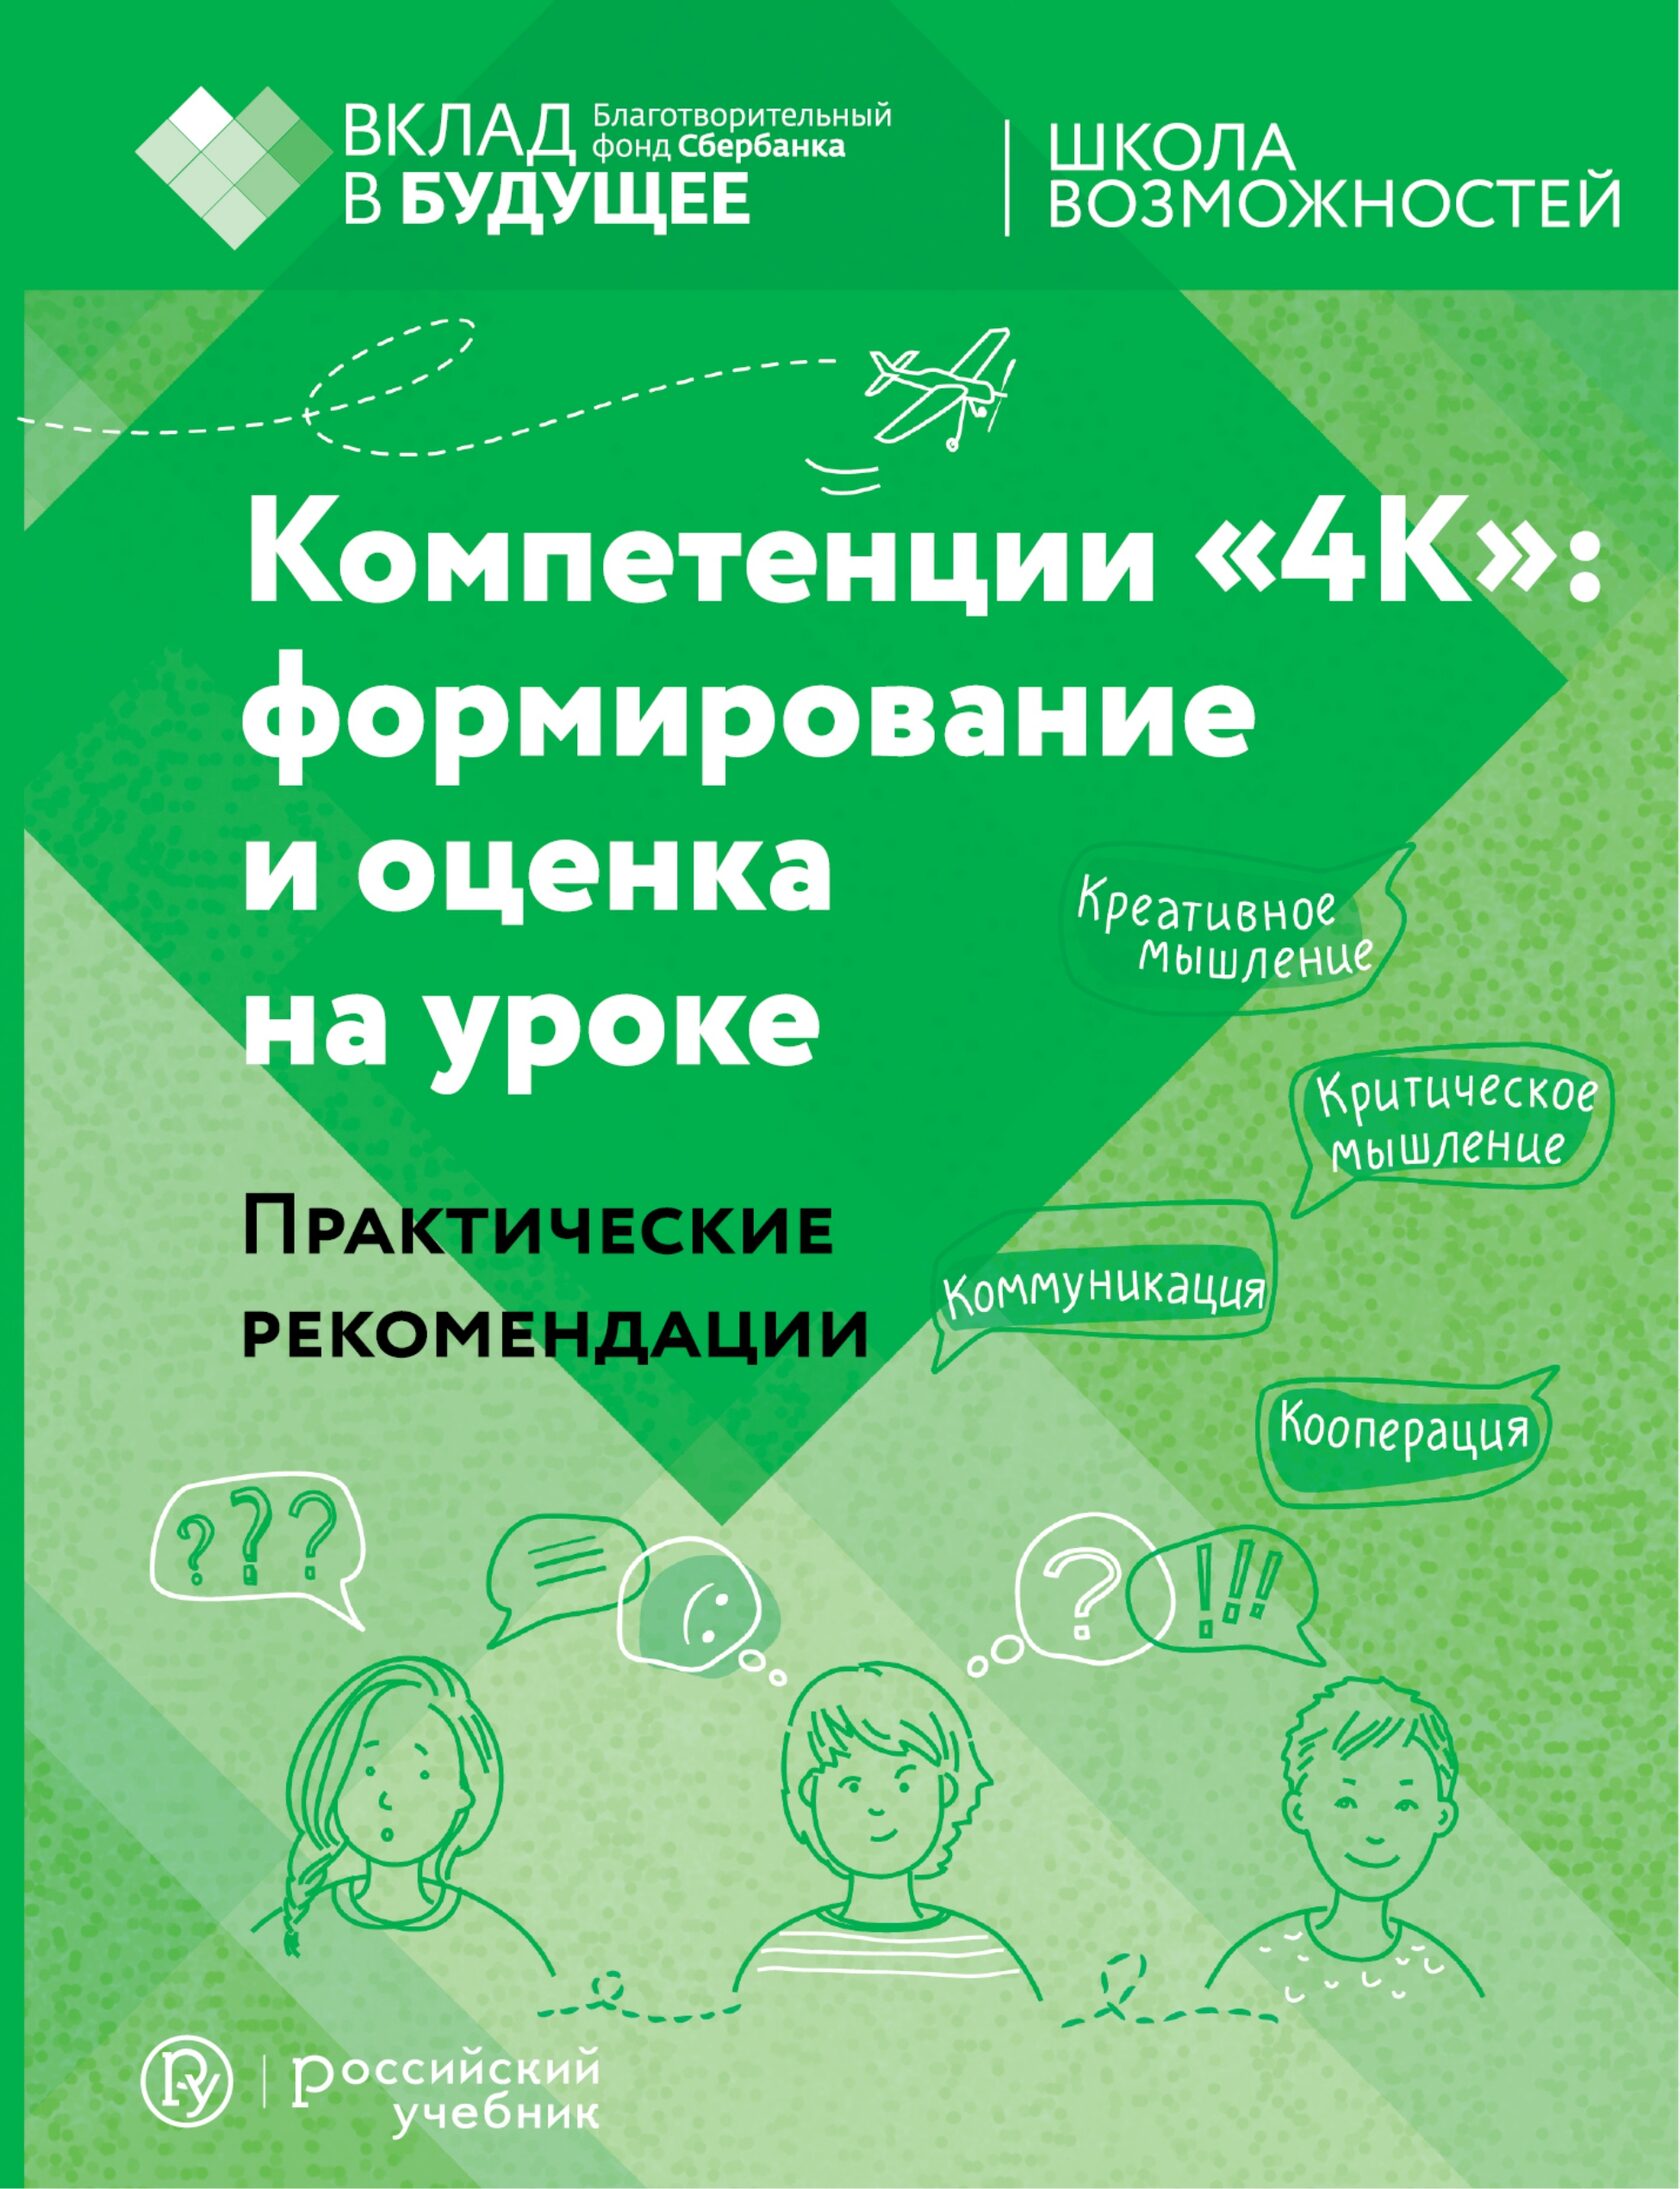 ВКЛАД
В БУДУЩЕЕ
Благотворительный
фонд Сбербанка
ШКОЛА
ВОЗМОЖНОСТЕЙ
Компетенции «4К»:
формирование
и оценка
на уроке
Практические
рекомендации
Креативное
мышление
Критическое
мышление
Коммуникация
Кооперация
???
?
!!!
РУ
российский
учебник